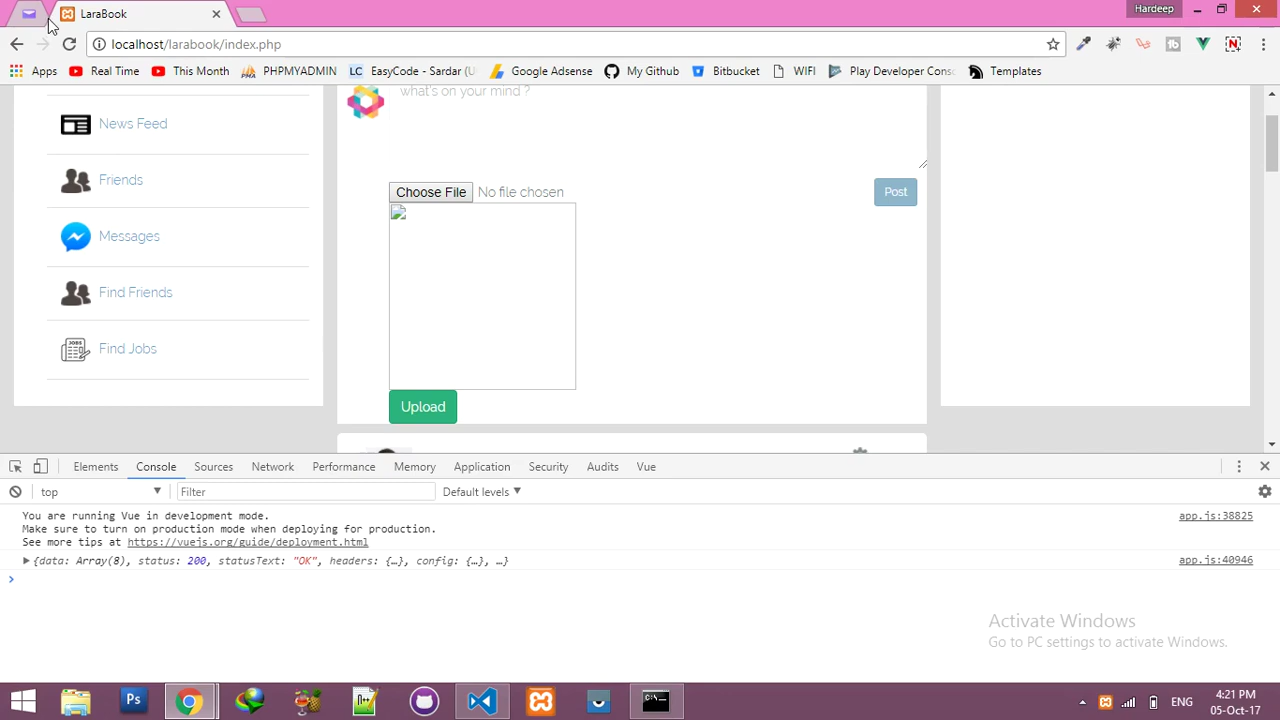 LaraBook
Hardeep
localhost/larabook/index.php
Apps Real Time This Month PHPMYADMIN LC EasyCode - Sardar (U Google Adsense My Github Bitbucket WIFI Play Developer Cons Templates
what's on your mind ?
News Feed
Friends
Messages
Find Friends
JOBS
Find Jobs
Choose File No file chosen
Post
Upload
Elements Console Sources Network Performance Memory Application Security Audits Vue
top Filter Default levels
You are running Vue in development mode. app.js:38825
Make sure to turn on production mode when deploying for production.
See more tips at https://vuejs.org/guide/deployment.html
{data: Array(8), status: 200, statusText: "OK", headers: {…}, config: {…}, …} app.js:40946
Activate Windows
Go to PC settings to activate Windows.
Ps
ENG
4:21 PM
05-Oct-17